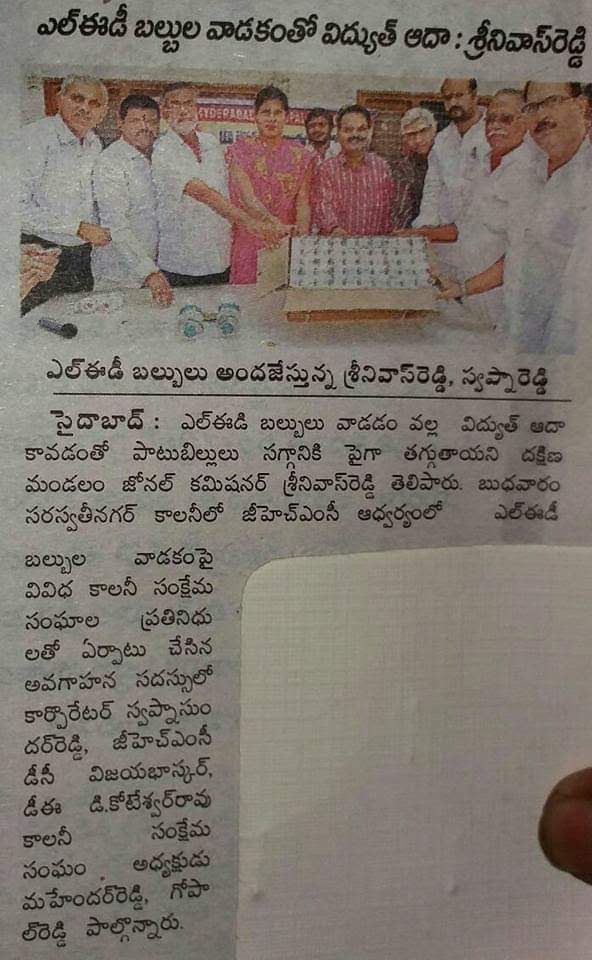 ఎల్ఈడీ బల్బుల వాడకంతో విద్యుత్ ఆదా : శ్రీనివాస్‌రెడ్డి
HYDERABAD
ఎల్ఈడీ బల్బులు అందజేస్తున్న శ్రీనివాస్‌రెడ్డి, స్వప్నారెడ్డి
సైదాబాద్ : ఎల్ఈడి బల్బులు వాడడం వల్ల విద్యుత్ ఆదా
కావడంతో పాటుబిల్లులు సగ్గానికి పైగా తగ్గుతాయని దక్షిణ
మండలం జోనల్ కమిషనర్ శ్రీనివాస్‌రెడ్డి తెలిపారు. బుధవారం
సరస్వతీనగర్ కాలనీలో జీహెచ్ఎంసీ ఆధ్వర్యంలో ఎల్ఈడీ
బల్బుల వాడకంపై
వివిధ కాలనీ సంక్షేమ
సంఘాల ప్రతినిధు
లతో ఏర్పాటు చేసిన
అవగాహన సదస్సులో
కార్పొరేటర్ స్వప్నాసుం
దర్‌రెడ్డి, జీహెచ్ఎంసీ
డీసీ విజయభాస్కర్,
డీఈ డి.కోటేశ్వర్‌రావు
కాలనీ సంక్షేమ
సంఘం అధ్యక్షుడు
మహేందర్‌రెడ్డి, గోపా
ల్‌రెడ్డి పాల్గొన్నారు.